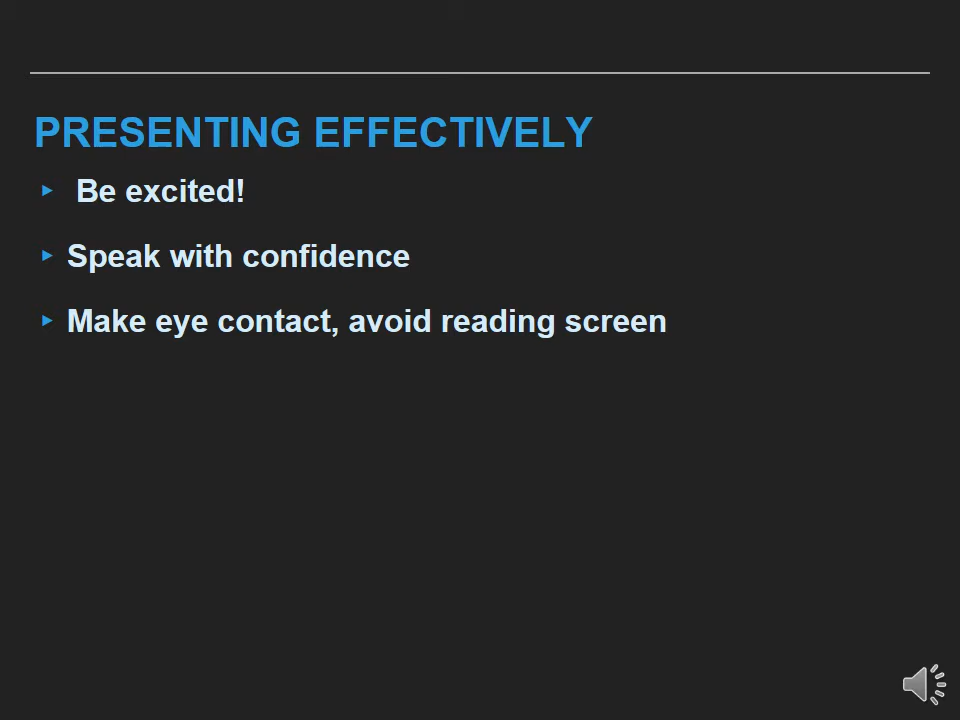 PRESENTING EFFECTIVELY
▸ Be excited!
▸ Speak with confidence
▸ Make eye contact, avoid reading screen